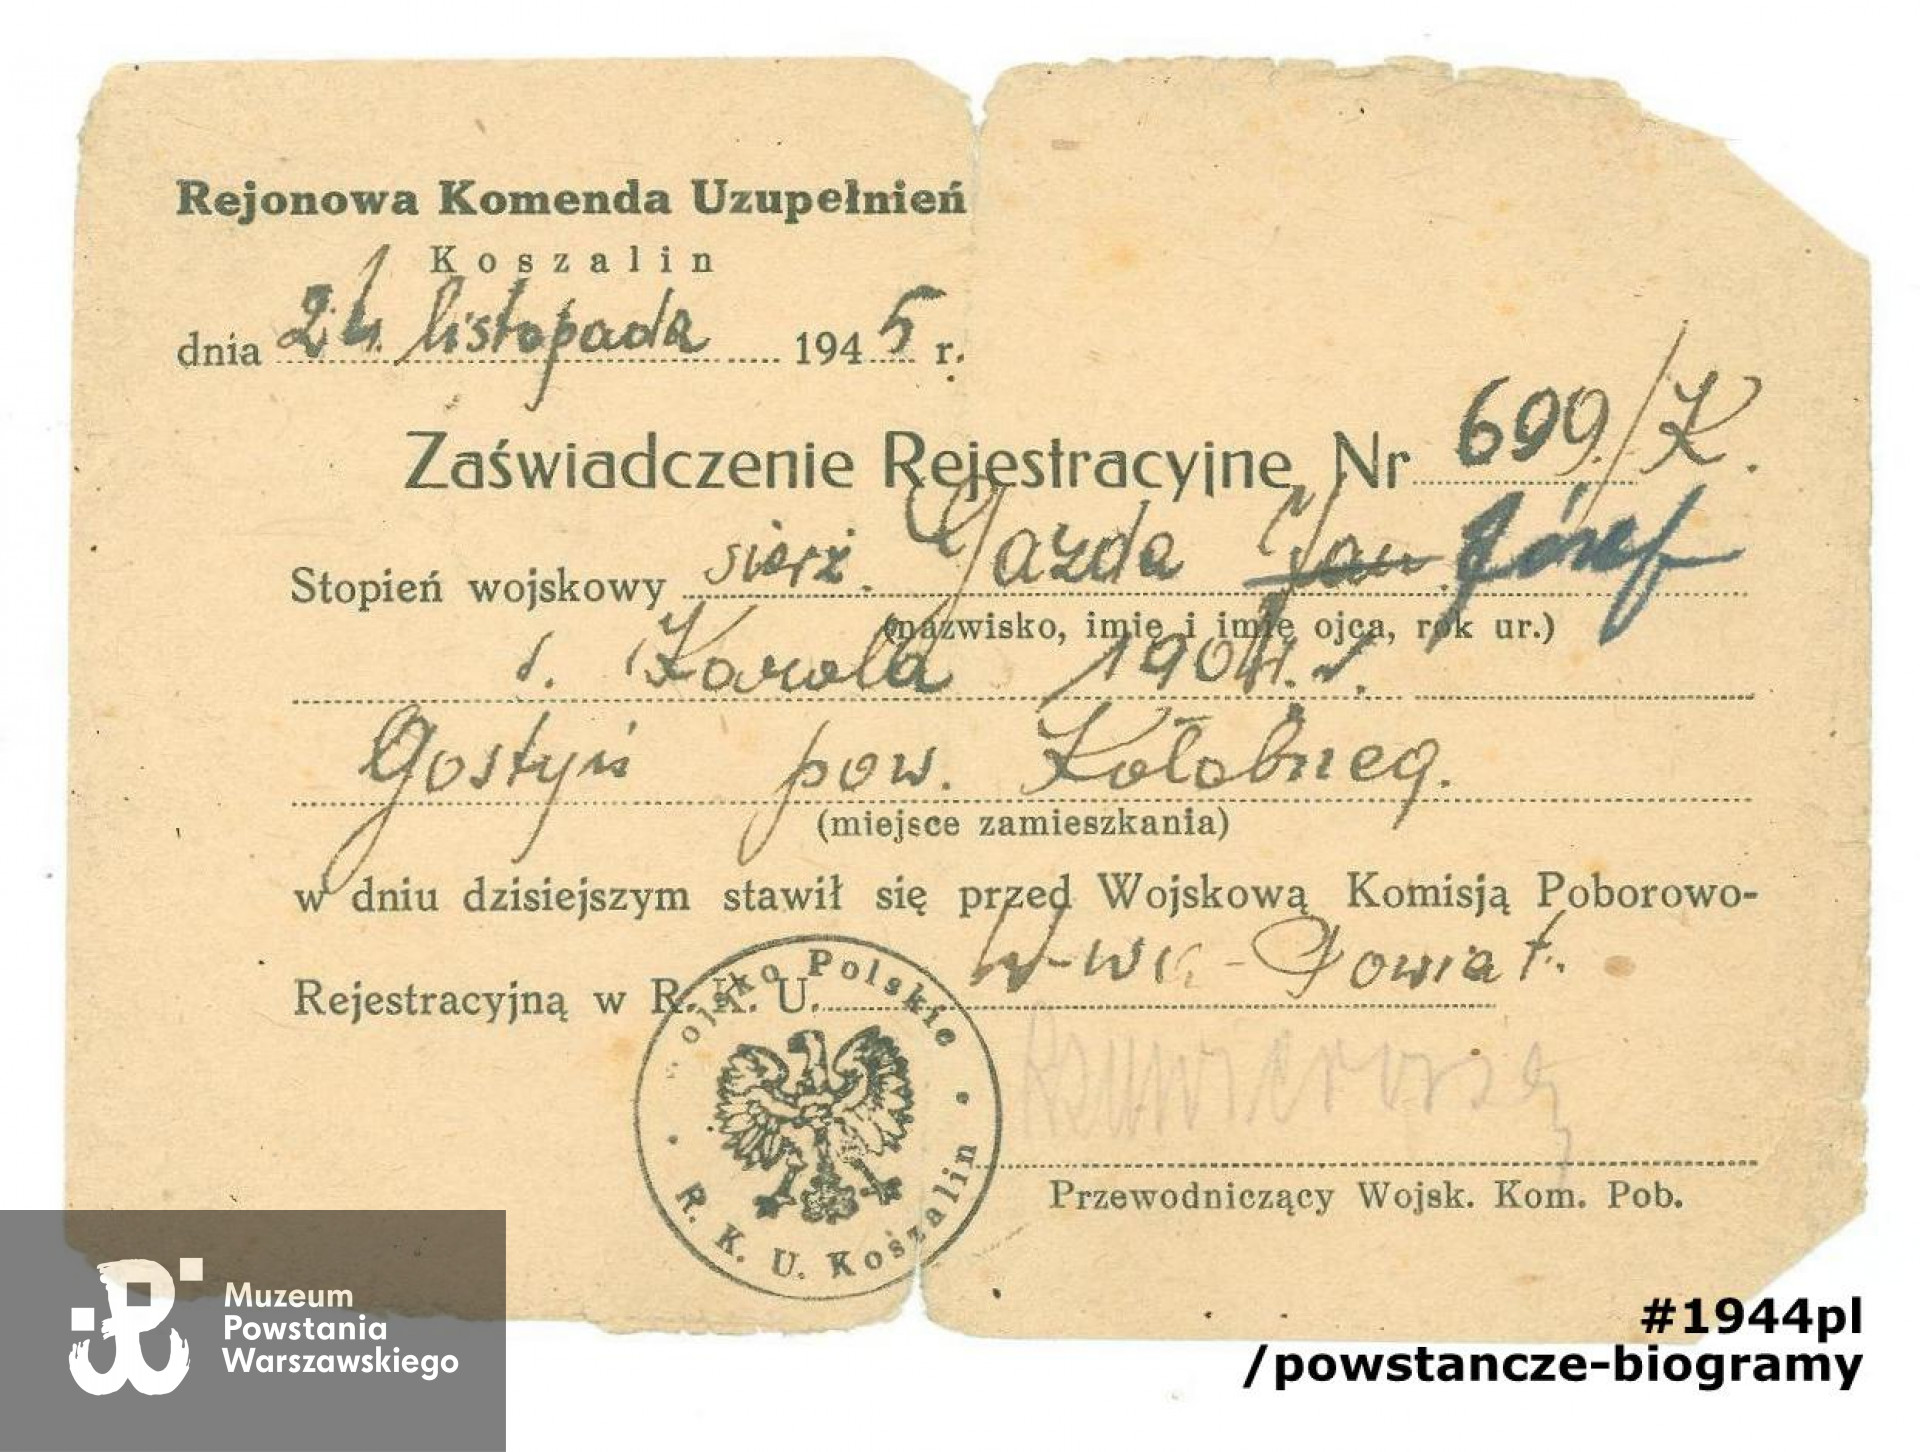 Rejonowa Komenda Uzupełnień
Koszalin
dnia 24. listopada 1945 r.
Zaświadczenie Rejestracyjne Nr 699./K.
Stopień wojskowy sierż. Gazda Jan Józef
(nazwisko, imię i imię ojca, rok ur.)
s. Karola 1904 r.
Gostyń pow. Kołobrzeg.
(miejsce zamieszkania)
w dniu dzisiejszym stawił się przed Wojskową Komisją Poborowo-
Rejestracyjną w R. K. U. W-wa - Powiat.
Wojsko Polskie
R. K. U. Koszalin
Przewodniczący Wojsk. Kom. Pob.
Muzeum
Powstania
Warszawskiego
#1944pl
/powstancze-biogramy